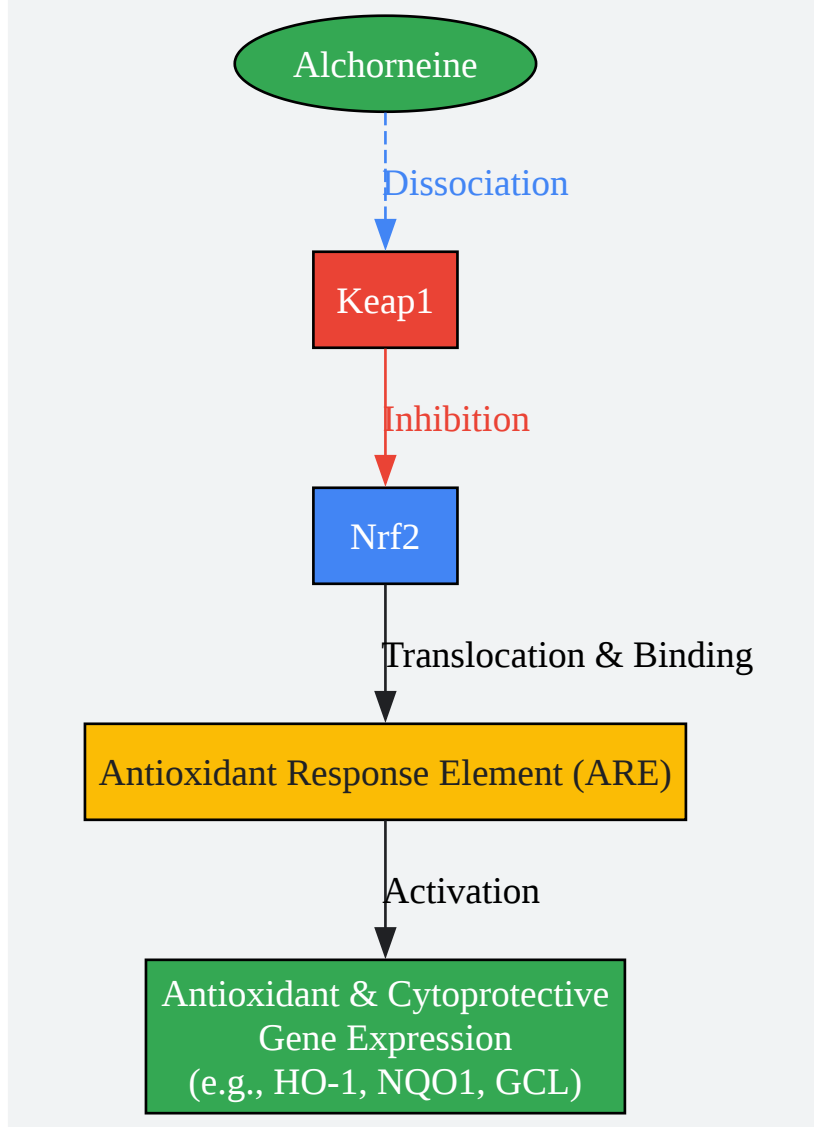 Alchorneine
Dissociation
Keap1
Inhibition
Nrf2
Translocation & Binding
Antioxidant Response Element (ARE)
Activation
Antioxidant & Cytoprotective
Gene Expression
(e.g., HO-1, NQO1, GCL)